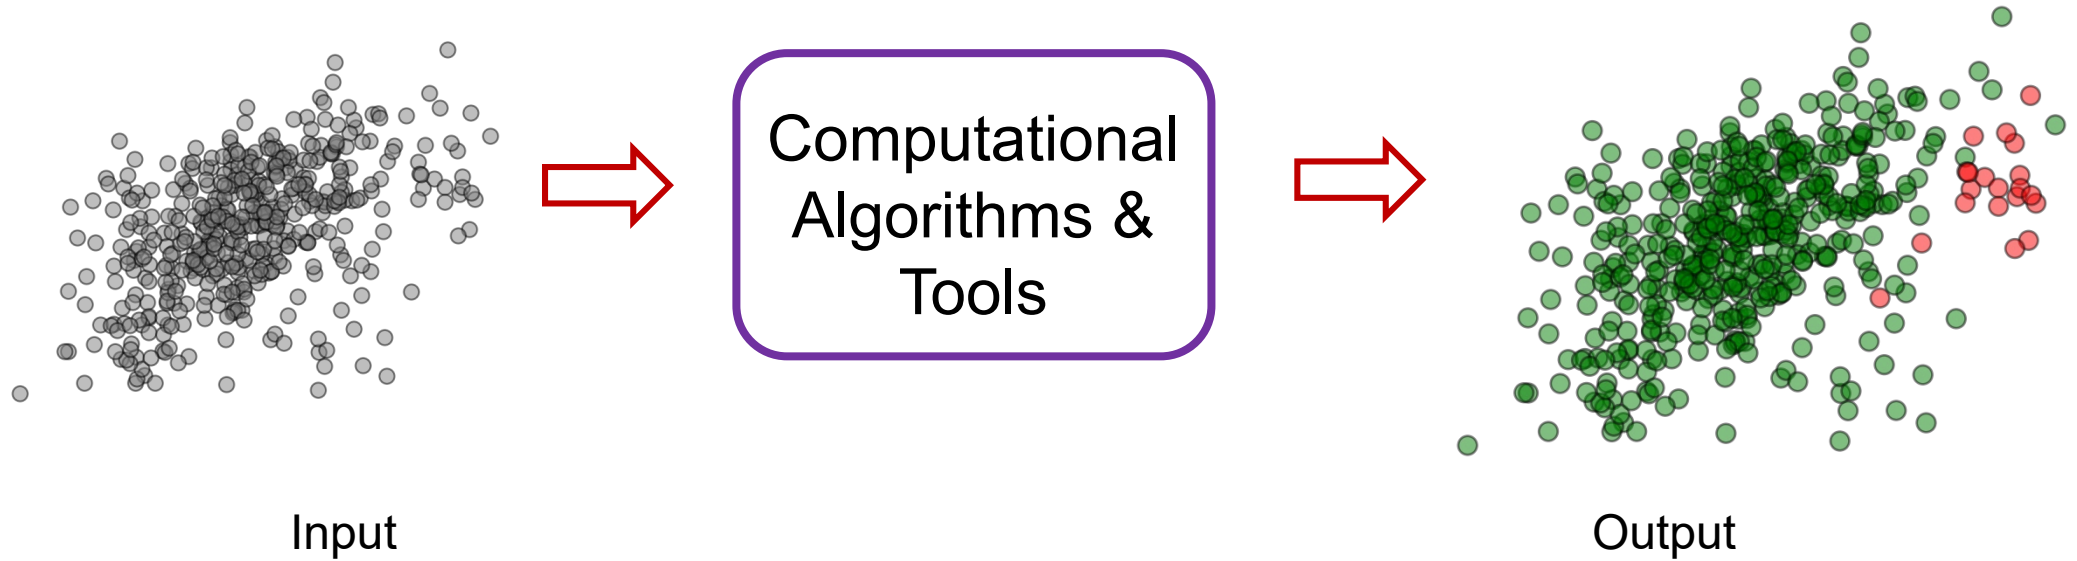 Computational
Algorithms &
Tools
Input
Output